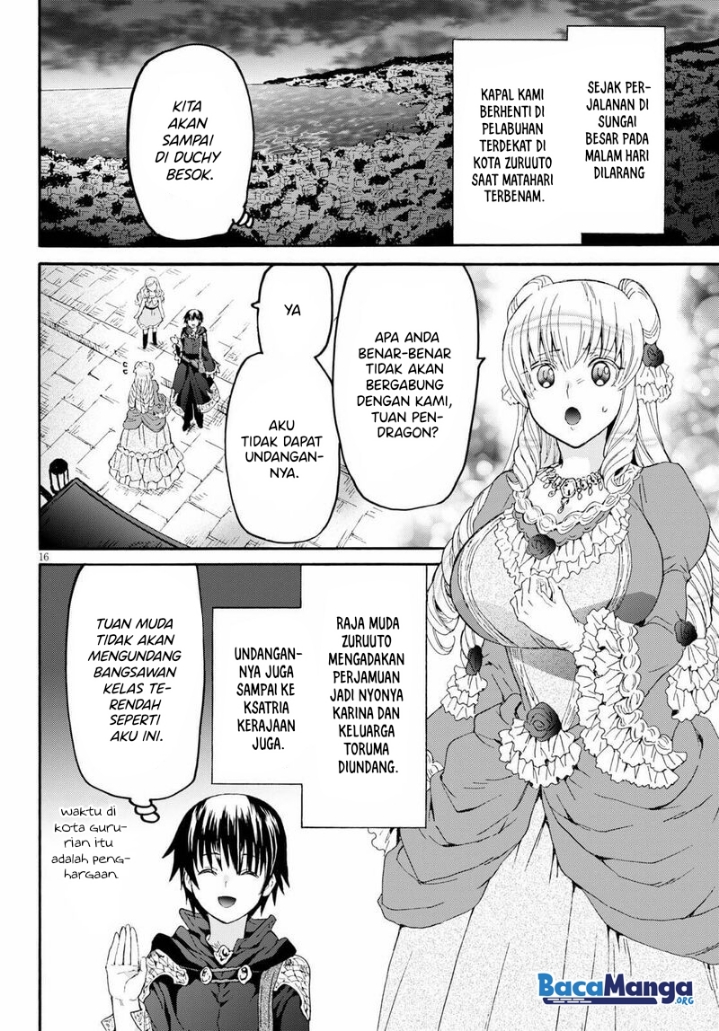 SEJAK PER-
JALANAN DI
SUNGAI
BESAR PADA
MALAM HARI
DILARANG
KAPAL KAMI
BERHENTI DI
PELABUHAN
TERDEKAT DI
KOTA ZURUUTO
SAAT MATAHARI
TERBENAM.
KITA
AKAN
SAMPAI
DI DUCHY
BESOK.
APA ANDA
BENAR-BENAR
TIDAK AKAN
BERGABUNG
DENGAN KAMI,
TUAN PEN-
DRAGON?
YA
AKU
TIDAK DAPAT
UNDANGAN-
NYA.
16
RAJA MUDA
ZURUUTO
MENGADAKAN
PERJAMUAN
JADI NYONYA
KARINA DAN
KELUARGA
TORUMA
DIUNDANG.
UNDANGAN-
NYA JUGA
SAMPAI KE
KSATRIA
KERAJAAN
JUGA.
TUAN MUDA
TIDAK AKAN
MENGUNDANG
BANGSAWAN
KELAS TE-
RENDAH
SEPERTI
AKU INI.
Waktu di
kota Guru-
rian itu
adalah peng-
hargaan.
BacaManga
.ORG